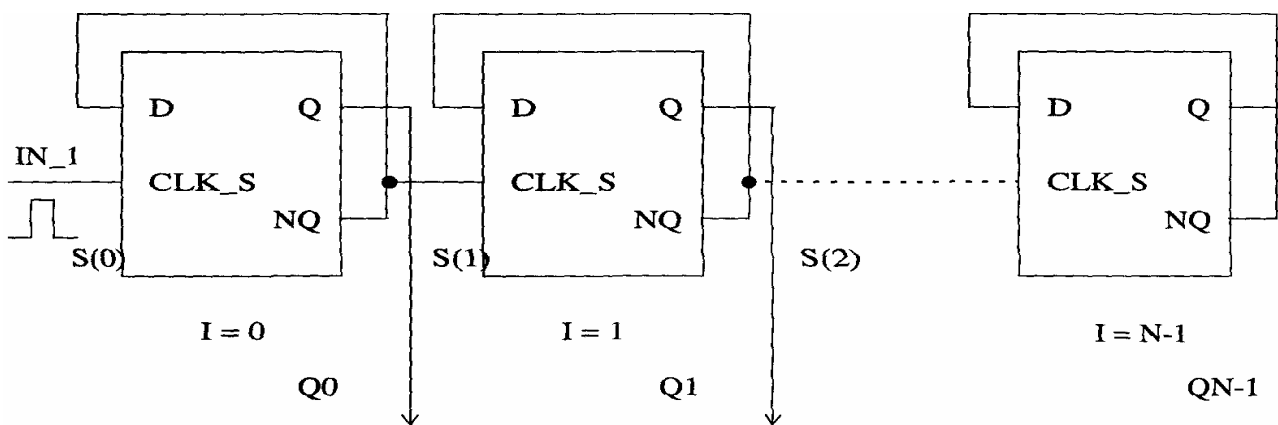 D Q D Q D Q
IN_1
CLK_S CLK_S CLK_S
NQ NQ NQ
S(0) S(1) S(2)
I = 0 I = 1 I = N-1
Q0 Q1 QN-1